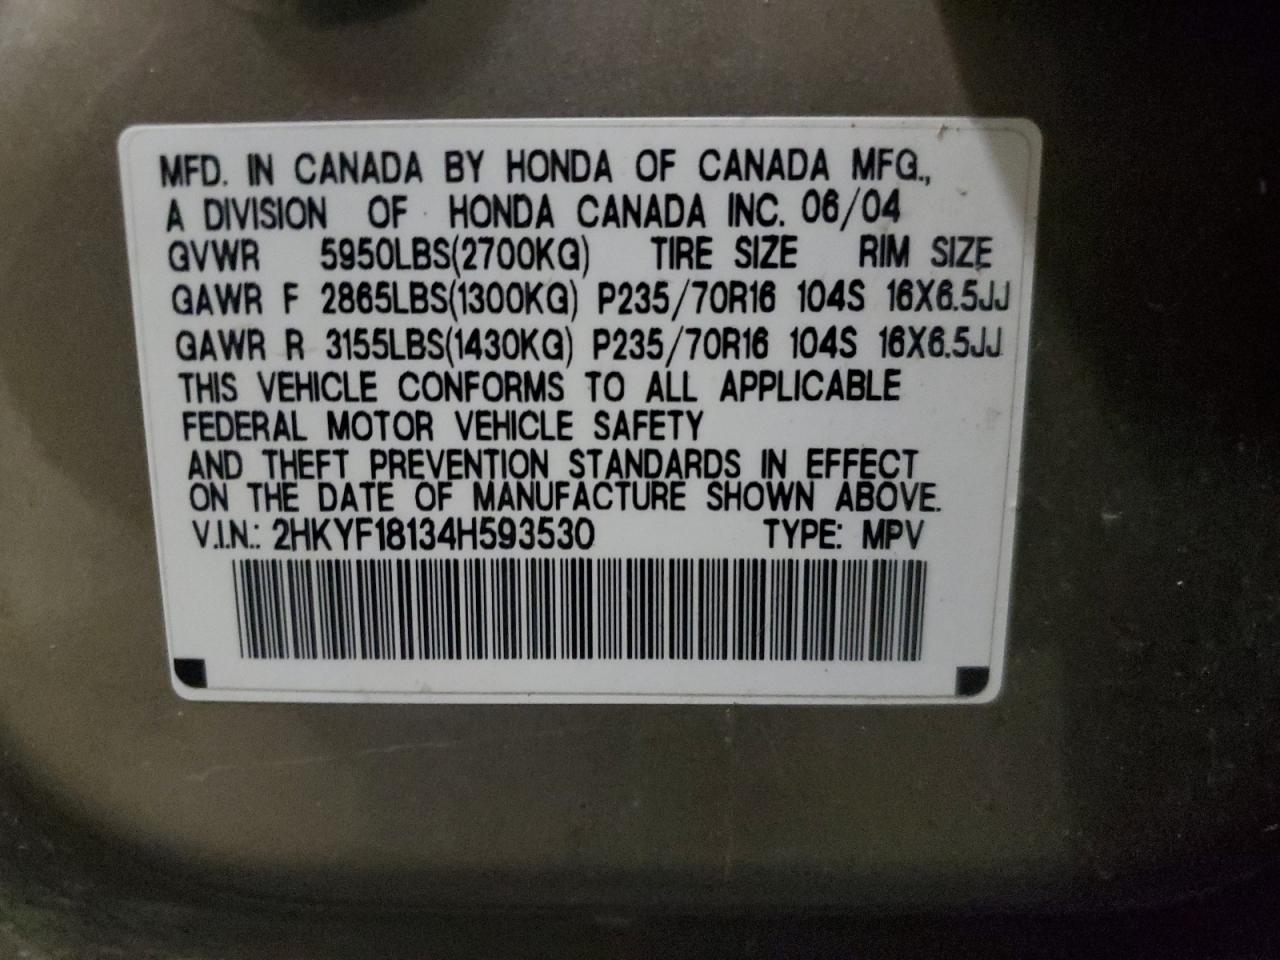 MFD. IN CANADA BY HONDA OF CANADA MFG.,
A DIVISION OF HONDA CANADA INC. 06/04
GVWR 5950LBS(2700KG) TIRE SIZE RIM SIZE
GAWR F 2865LBS(1300KG) P235/70R16 104S 16X6.5JJ
GAWR R 3155LBS(1430KG) P235/70R16 104S 16X6.5JJ
THIS VEHICLE CONFORMS TO ALL APPLICABLE
FEDERAL MOTOR VEHICLE SAFETY
AND THEFT PREVENTION STANDARDS IN EFFECT
ON THE DATE OF MANUFACTURE SHOWN ABOVE.
V.I.N.: 2HKYF18134H593530 TYPE: MPV